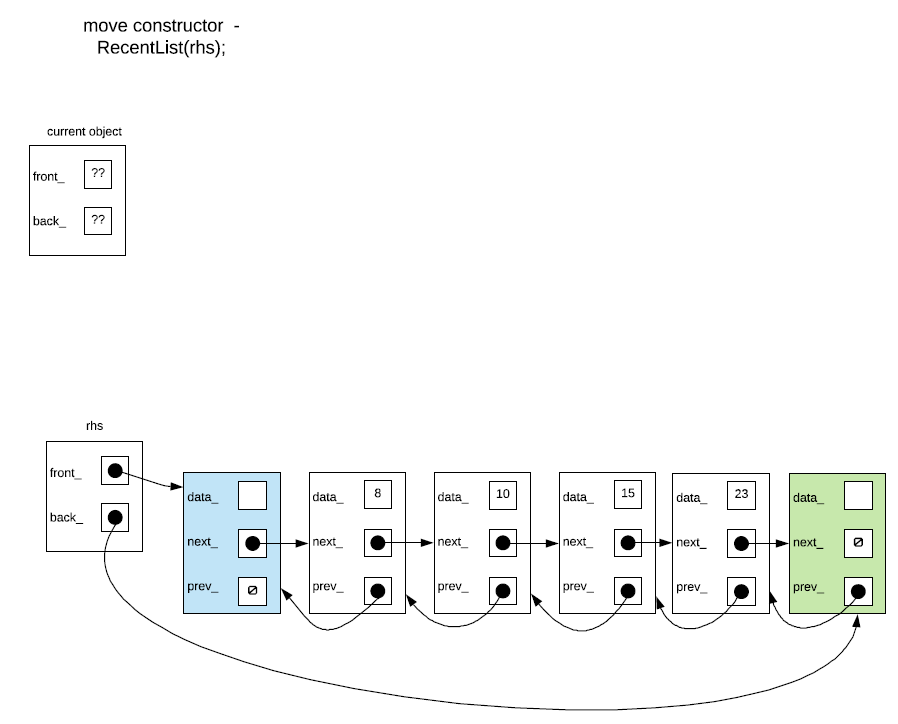 move constructor -
RecentList(rhs);
current object
front_ ??
back_ ??
rhs
front_
back_
data_ data_ 8 data_ 10 data_ 15 data_ 23 data_
next_ next_ next_ next_ next_ next_ Ø
prev_ Ø prev_ prev_ prev_ prev_ prev_